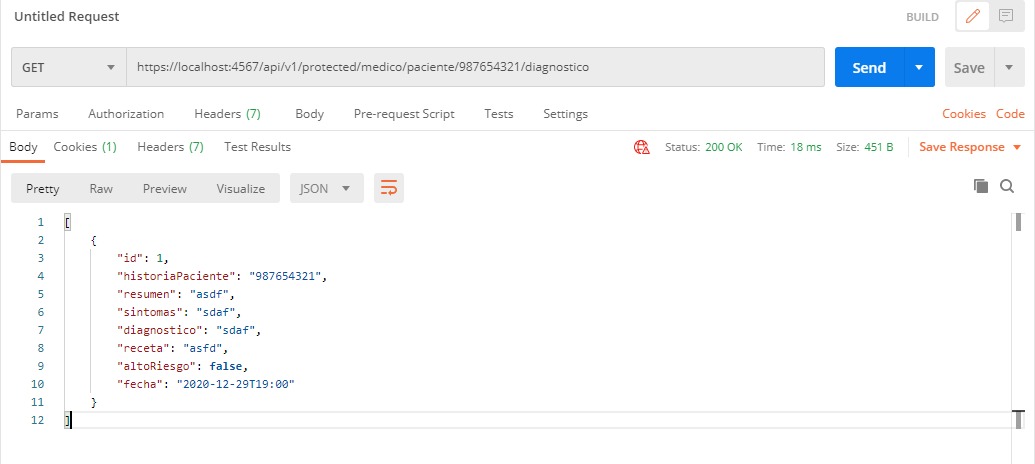 Untitled Request BUILD
GET https://localhost:4567/api/v1/protected/medico/paciente/987654321/diagnostico Send Save
Params Authorization Headers (7) Body Pre-request Script Tests Settings Cookies Code
Body Cookies (1) Headers (7) Test Results Status: 200 OK Time: 18 ms Size: 451 B Save Response
Pretty Raw Preview Visualize JSON
1 [
2 {
3 "id": 1,
4 "historiaPaciente": "987654321",
5 "resumen": "asdf",
6 "sintomas": "sdaf",
7 "diagnostico": "sdaf",
8 "receta": "asfd",
9 "altoRiesgo": false,
10 "fecha": "2020-12-29T19:00"
11 }
12 ]